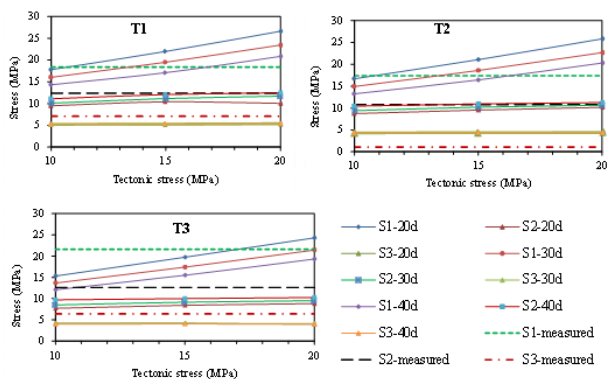 T1
30
25
20
15
10
5
0
Stress (MPa)
10 15 20
Tectonic stress (MPa)
T2
30
25
20
15
10
5
0
Stress (MPa)
10 15 20
Tectonic stress (MPa)
T3
30
25
20
15
10
5
0
Stress (MPa)
10 15 20
Tectonic stress (MPa)
S1-20d S2-20d
S3-20d S1-30d
S2-30d S3-30d
S1-40d S2-40d
S3-40d S1-measured
S2-measured S3-measured